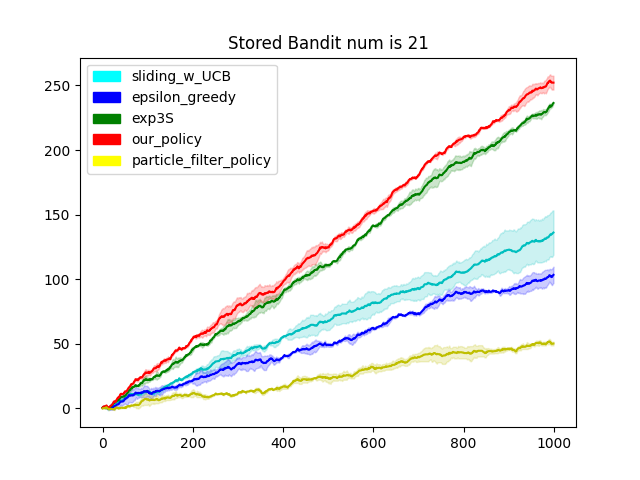 Stored Bandit num is 21
sliding_w_UCB
epsilon_greedy
exp3S
our_policy
particle_filter_policy
250
200
150
100
50
0
0 200 400 600 800 1000